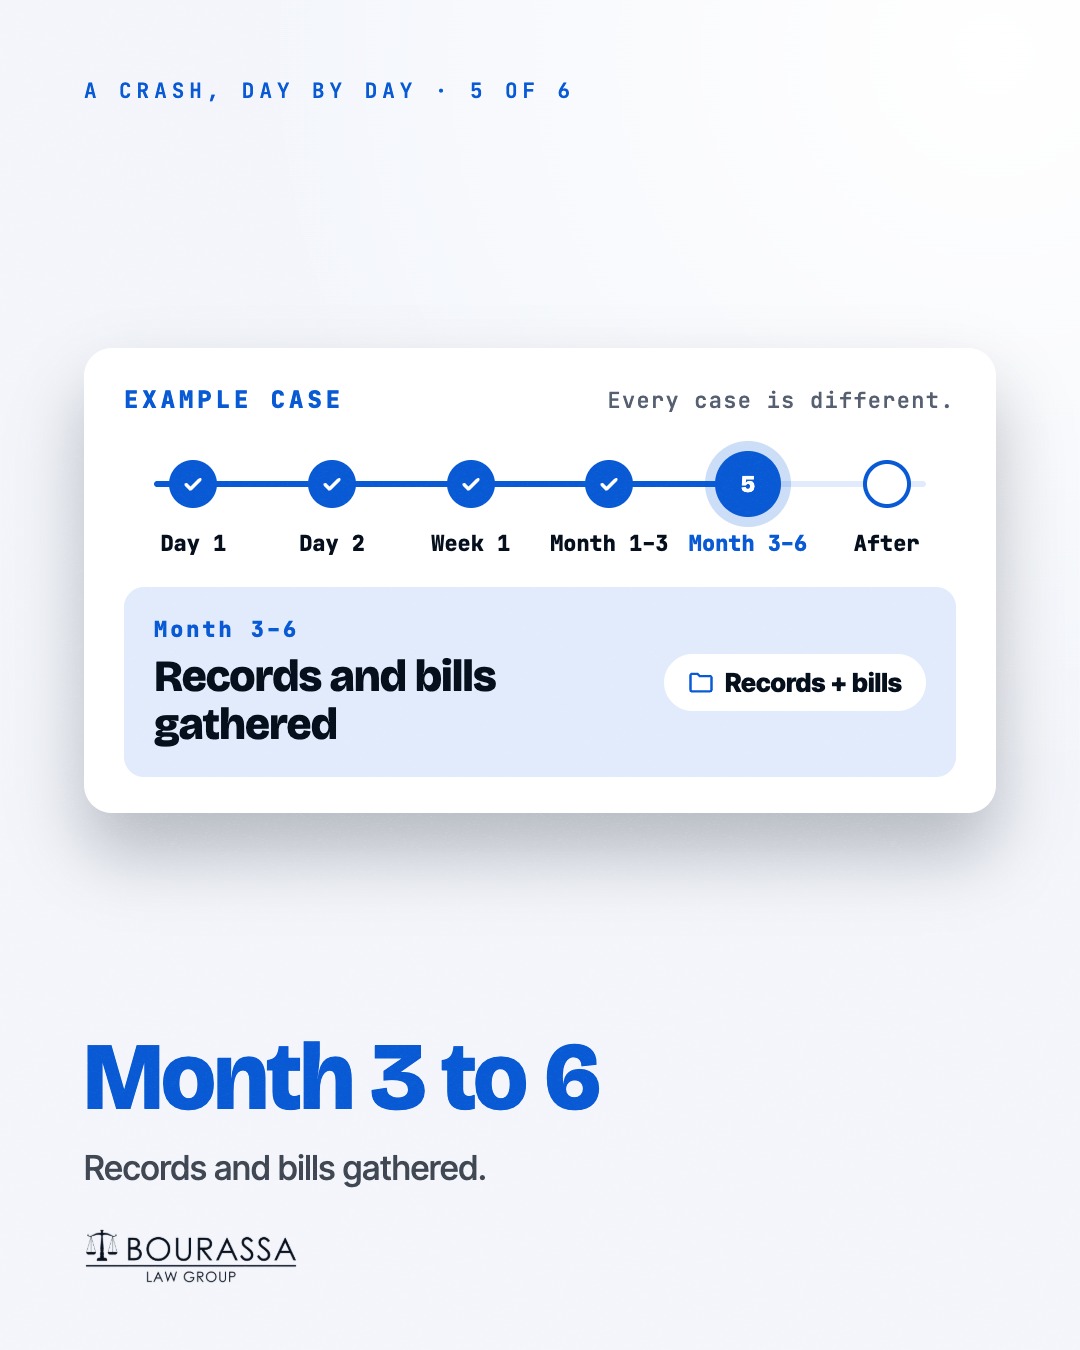 A CRASH, DAY BY DAY · 5 OF 6
EXAMPLE CASE
Every case is different.
5
Day 1
Day 2
Week 1
Month 1–3
Month 3–6
After
Month 3–6
Records and bills
gathered
Records + bills
Month 3 to 6
Records and bills gathered.
BOURASSA
LAW GROUP